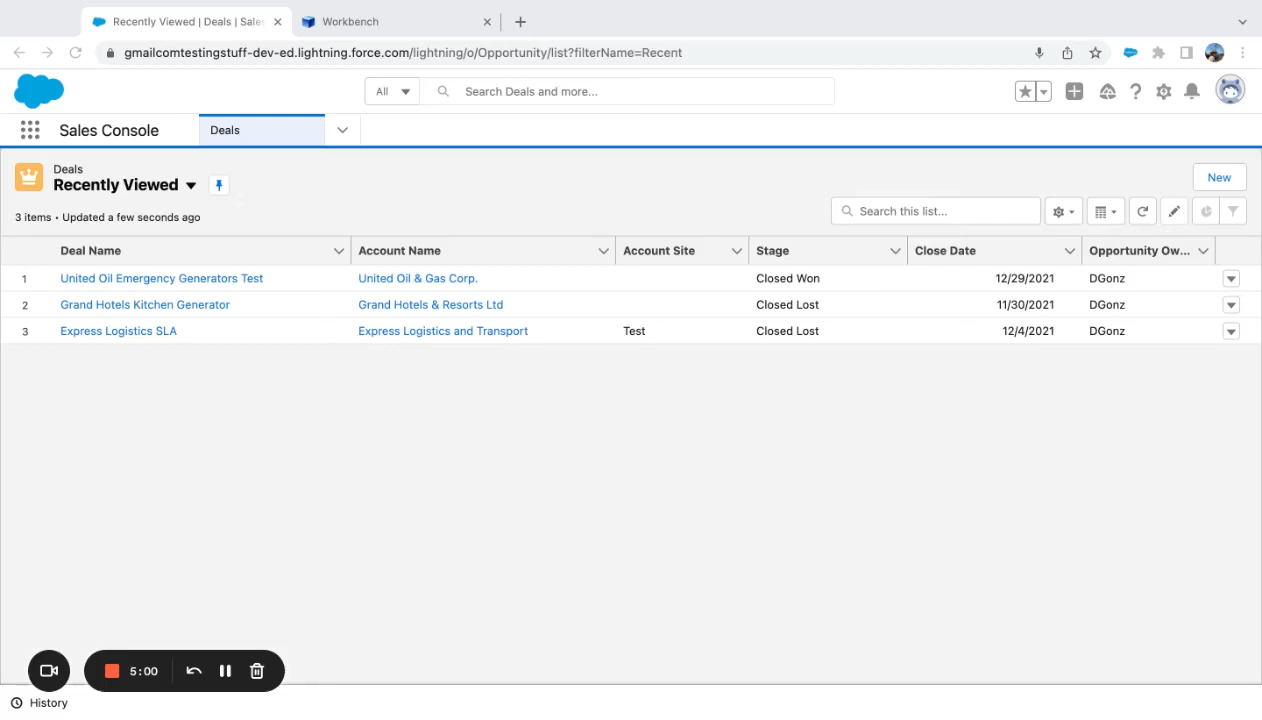 Recently Viewed | Deals | Sales
Workbench
gmailcomtestingstuff-dev-ed.lightning.force.com/lightning/o/Opportunity/list?filterName=Recent
All
Search Deals and more...
Sales Console
Deals
Deals
Recently Viewed
New
3 items • Updated a few seconds ago
Search this list...
Deal Name Account Name Account Site Stage Close Date Opportunity Ow...
1 United Oil Emergency Generators Test United Oil & Gas Corp. Closed Won 12/29/2021 DGonz
2 Grand Hotels Kitchen Generator Grand Hotels & Resorts Ltd Closed Lost 11/30/2021 DGonz
3 Express Logistics SLA Express Logistics and Transport Test Closed Lost 12/4/2021 DGonz
5:00
History